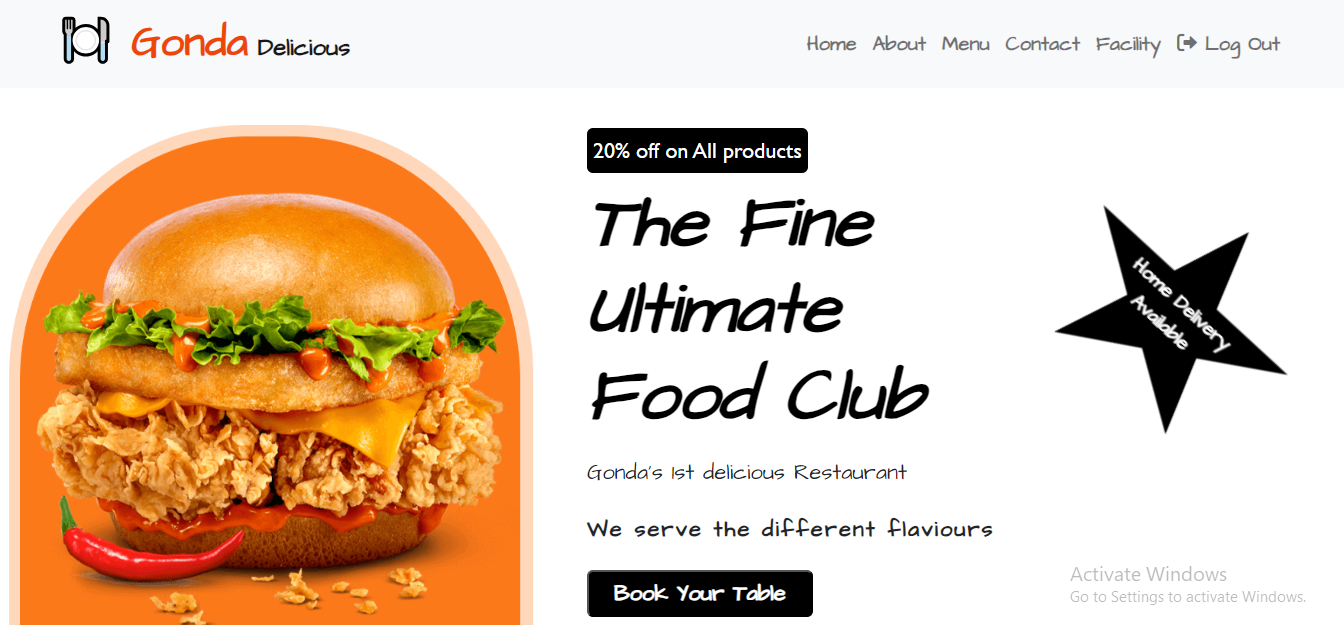 Gonda Delicious
Home About Menu Contact Facility Log Out
20% off on All products
The Fine
Ultimate
Food Club
Home Delivery
Available
Gonda's 1st delicious Restaurant
We serve the different flaviours
Book Your Table
Activate Windows
Go to Settings to activate Windows.